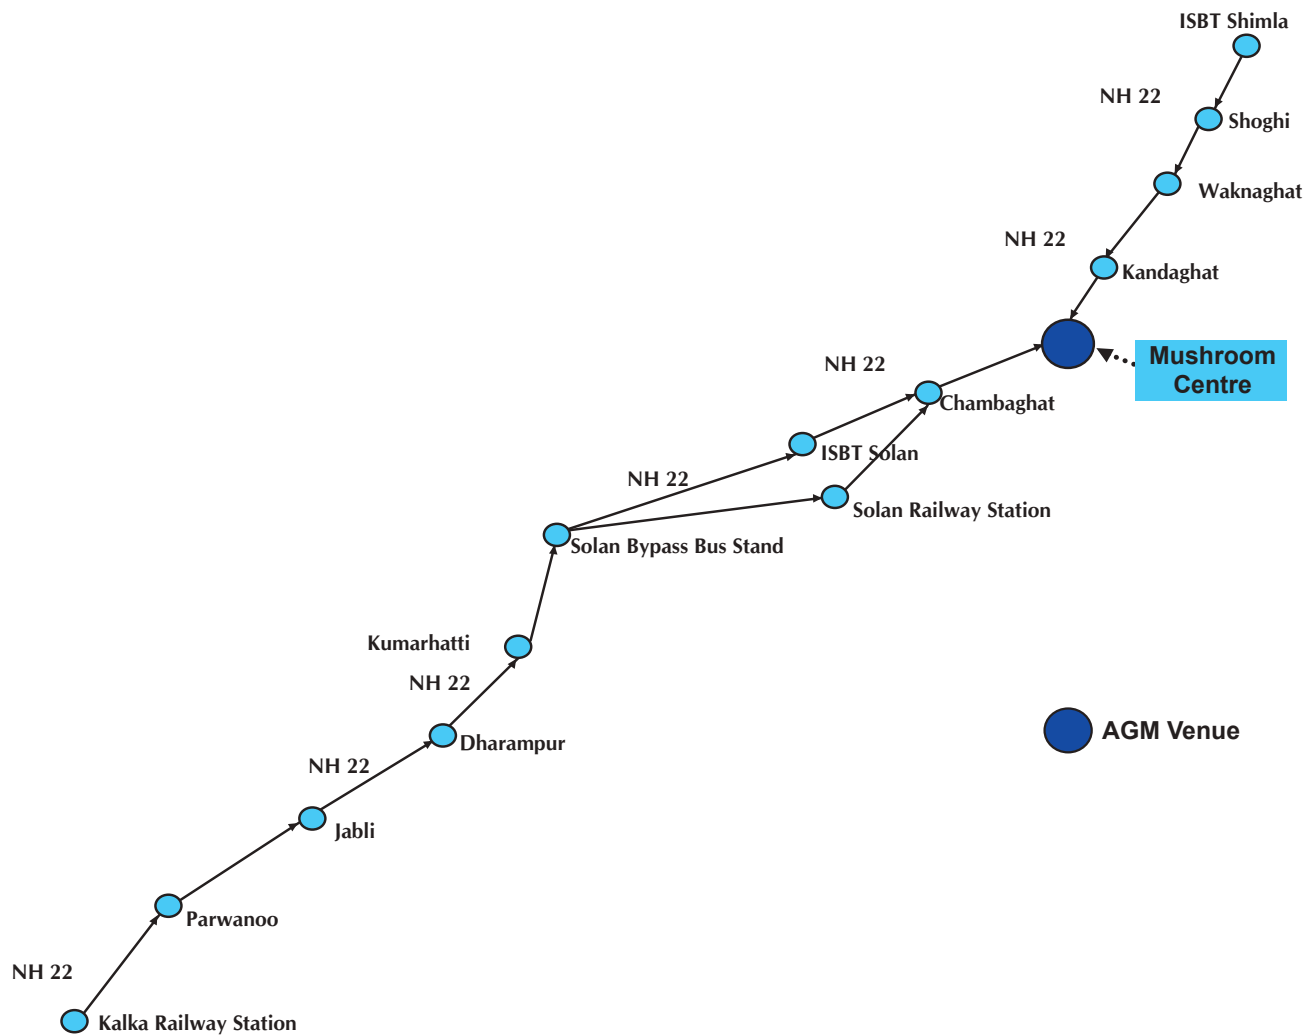 ISBT Shimla
NH 22
Shoghi
Waknaghat
NH 22
Kandaghat
Mushroom
Centre
NH 22
Chambaghat
ISBT Solan
NH 22
Solan Railway Station
Solan Bypass Bus Stand
Kumarhatti
NH 22
Dharampur
AGM Venue
NH 22
Jabli
Parwanoo
NH 22
Kalka Railway Station